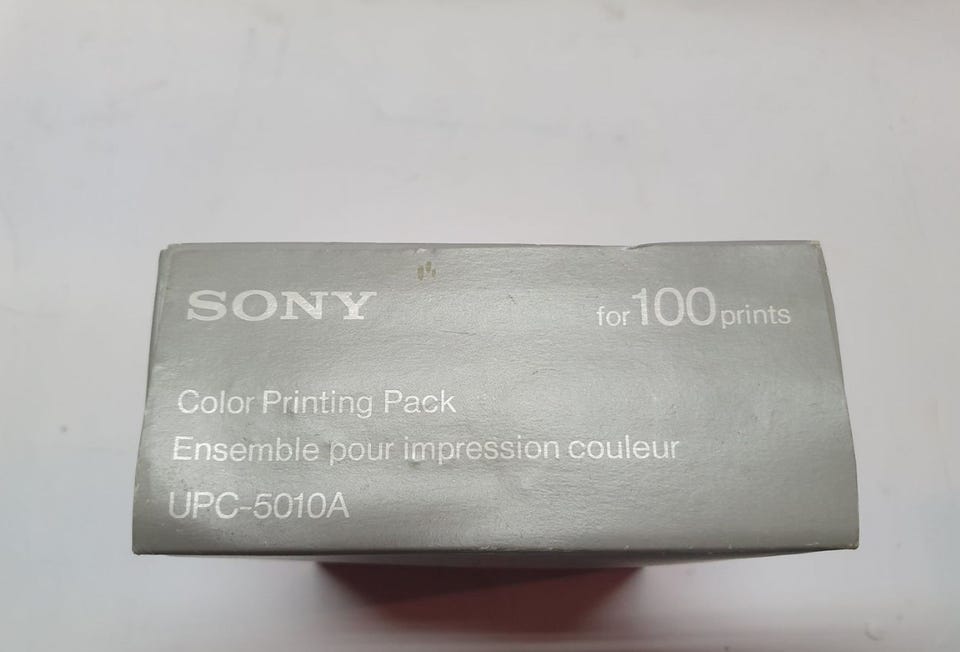 SONY
for 100 prints
Color Printing Pack
Ensemble pour impression couleur
UPC-5010A